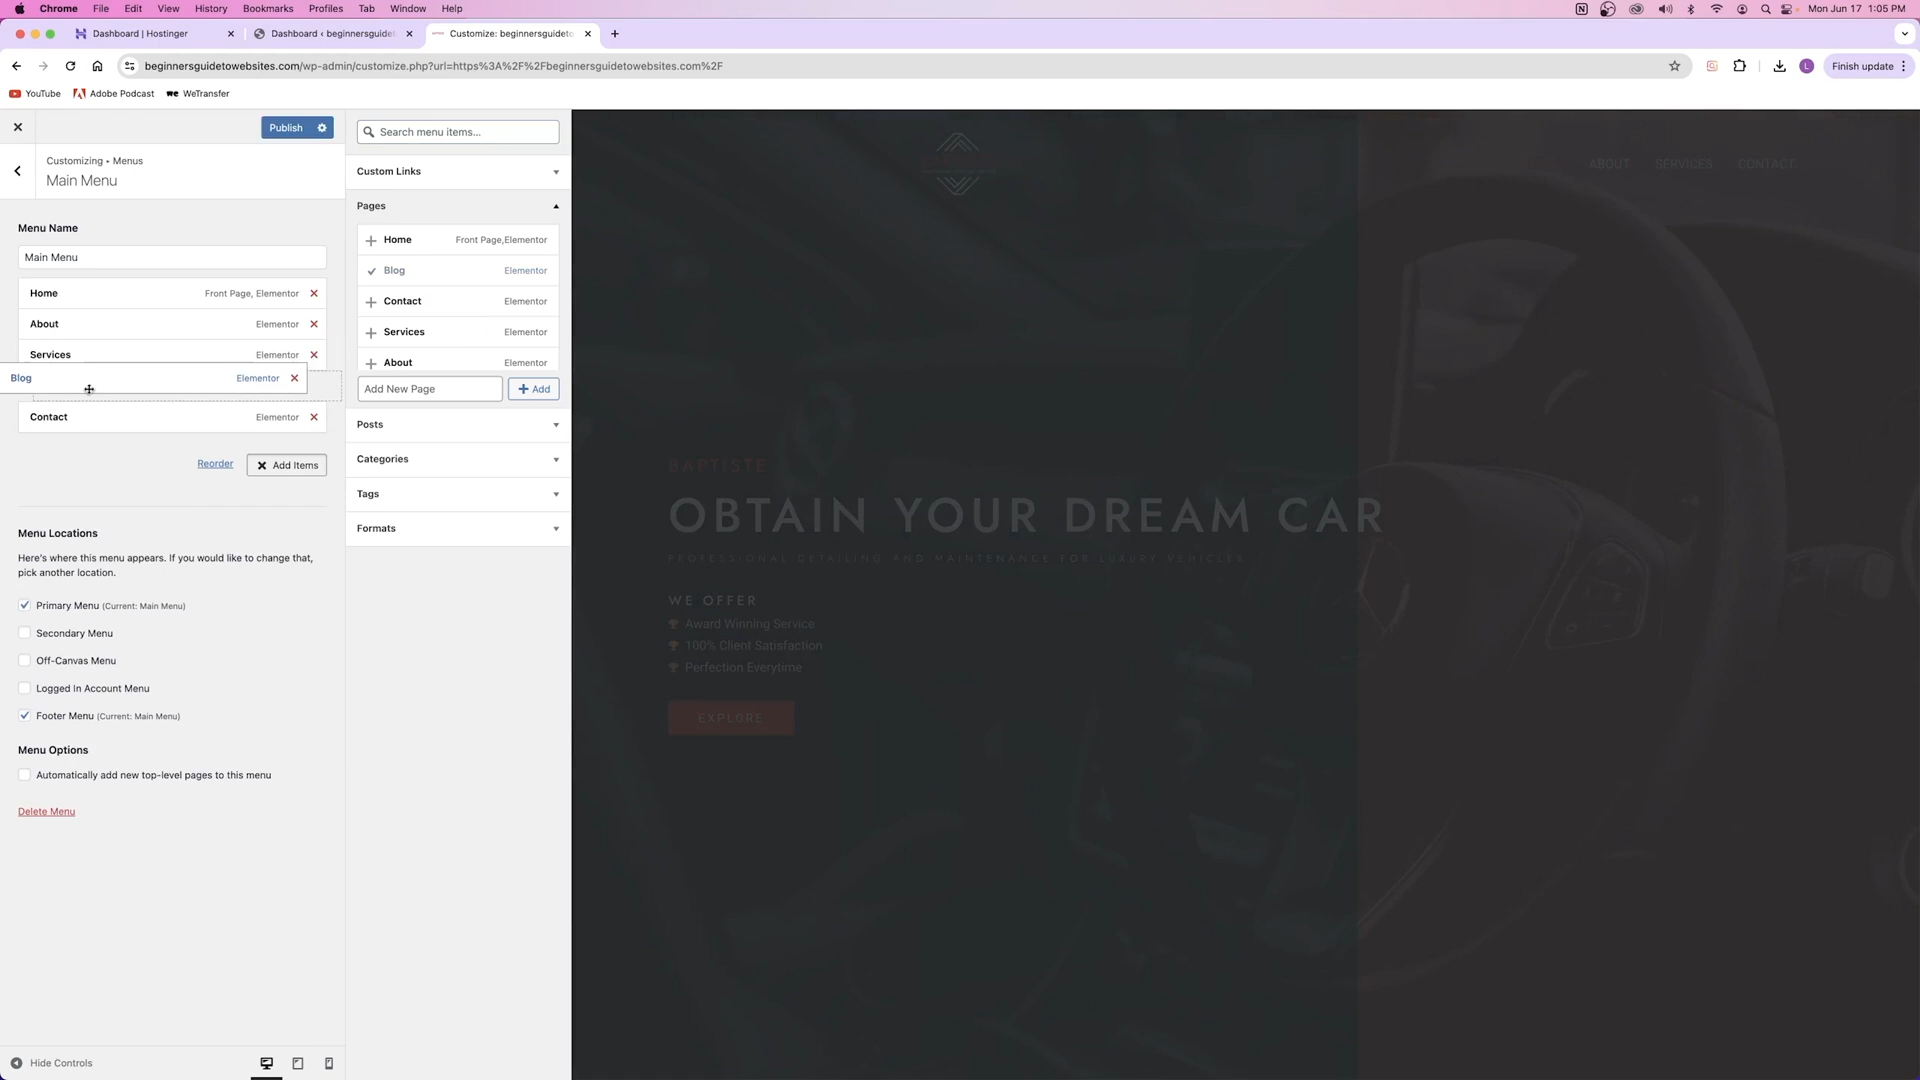 Chrome File Edit View History Bookmarks Profiles Tab Window Help Mon Jun 17 1:05 PM
Dashboard | Hostinger
Dashboard ‹ beginnersguide
Customize: beginnersguideto
beginnersguidetowebsites.com/wp-admin/customize.php?url=https%3A%2F%2Fbeginnersguidetowebsites.com%2F
L
Finish update
YouTube Adobe Podcast WeTransfer
Publish
Customizing ▸ Menus
Main Menu
Menu Name
Main Menu
Home Front Page, Elementor
About Elementor
Services Elementor
Blog Elementor
Contact Elementor
Reorder
Add Items
Menu Locations
Here's where this menu appears. If you would like to change that,
pick another location.
Primary Menu (Current: Main Menu)
Secondary Menu
Off-Canvas Menu
Logged In Account Menu
Footer Menu (Current: Main Menu)
Menu Options
Automatically add new top-level pages to this menu
Delete Menu
Hide Controls
Search menu items...
Custom Links
Pages
Home Front Page,Elementor
Blog Elementor
Contact Elementor
Services Elementor
About Elementor
Add New Page
Add
Posts
Categories
Tags
Formats
ABOUT SERVICES CONTACT
BAPTISTE
OBTAIN YOUR DREAM CAR
PROFESSIONAL DETAILING AND MAINTENANCE FOR LUXURY VEHICLES
WE OFFER
Award Winning Service
100% Client Satisfaction
Perfection Everytime
EXPLORE